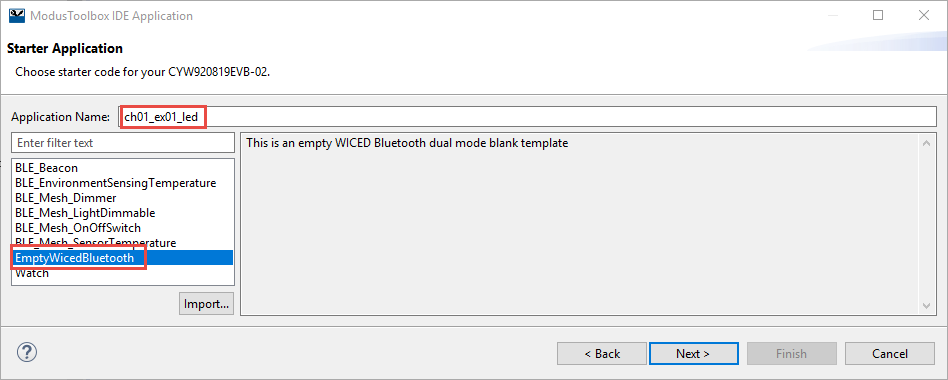 ModusToolbox IDE Application
Starter Application
Choose starter code for your CYW920819EVB-02.
Application Name: ch01_ex01_led
Enter filter text
This is an empty WICED Bluetooth dual mode blank template
BLE_Beacon
BLE_EnvironmentSensingTemperature
BLE_Mesh_Dimmer
BLE_Mesh_LightDimmable
BLE_Mesh_OnOffSwitch
BLE_Mesh_SensorTemperature
EmptyWicedBluetooth
Watch
Import...
?
< Back Next > Finish Cancel